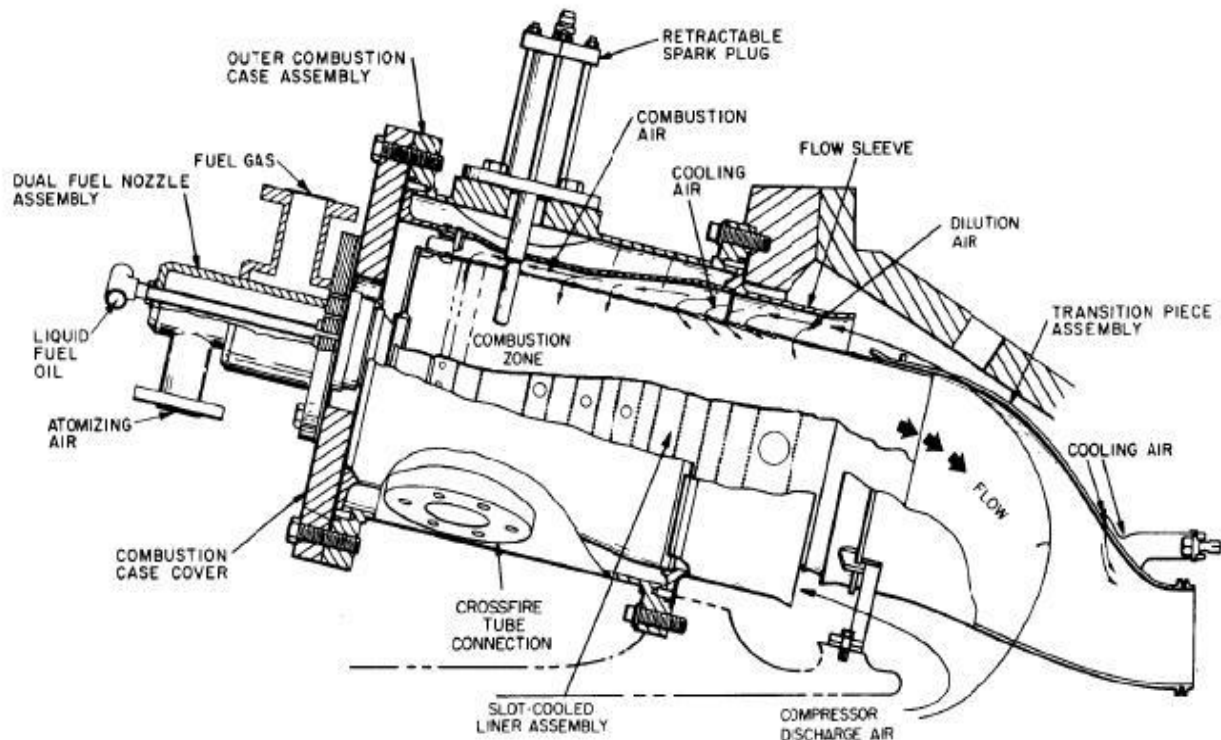 RETRACTABLE
SPARK PLUG
OUTER COMBUSTION
CASE ASSEMBLY
COMBUSTION
AIR
FUEL GAS
FLOW SLEEVE
COOLING
AIR
DUAL FUEL NOZZLE
ASSEMBLY
DILUTION
AIR
TRANSITION PIECE
ASSEMBLY
LIQUID
FUEL
OIL
COMBUSTION
ZONE
ATOMIZING
AIR
COOLING AIR
FLOW
COMBUSTION
CASE COVER
CROSSFIRE
TUBE
CONNECTION
SLOT-COOLED
LINER ASSEMBLY
COMPRESSOR
DISCHARGE AIR